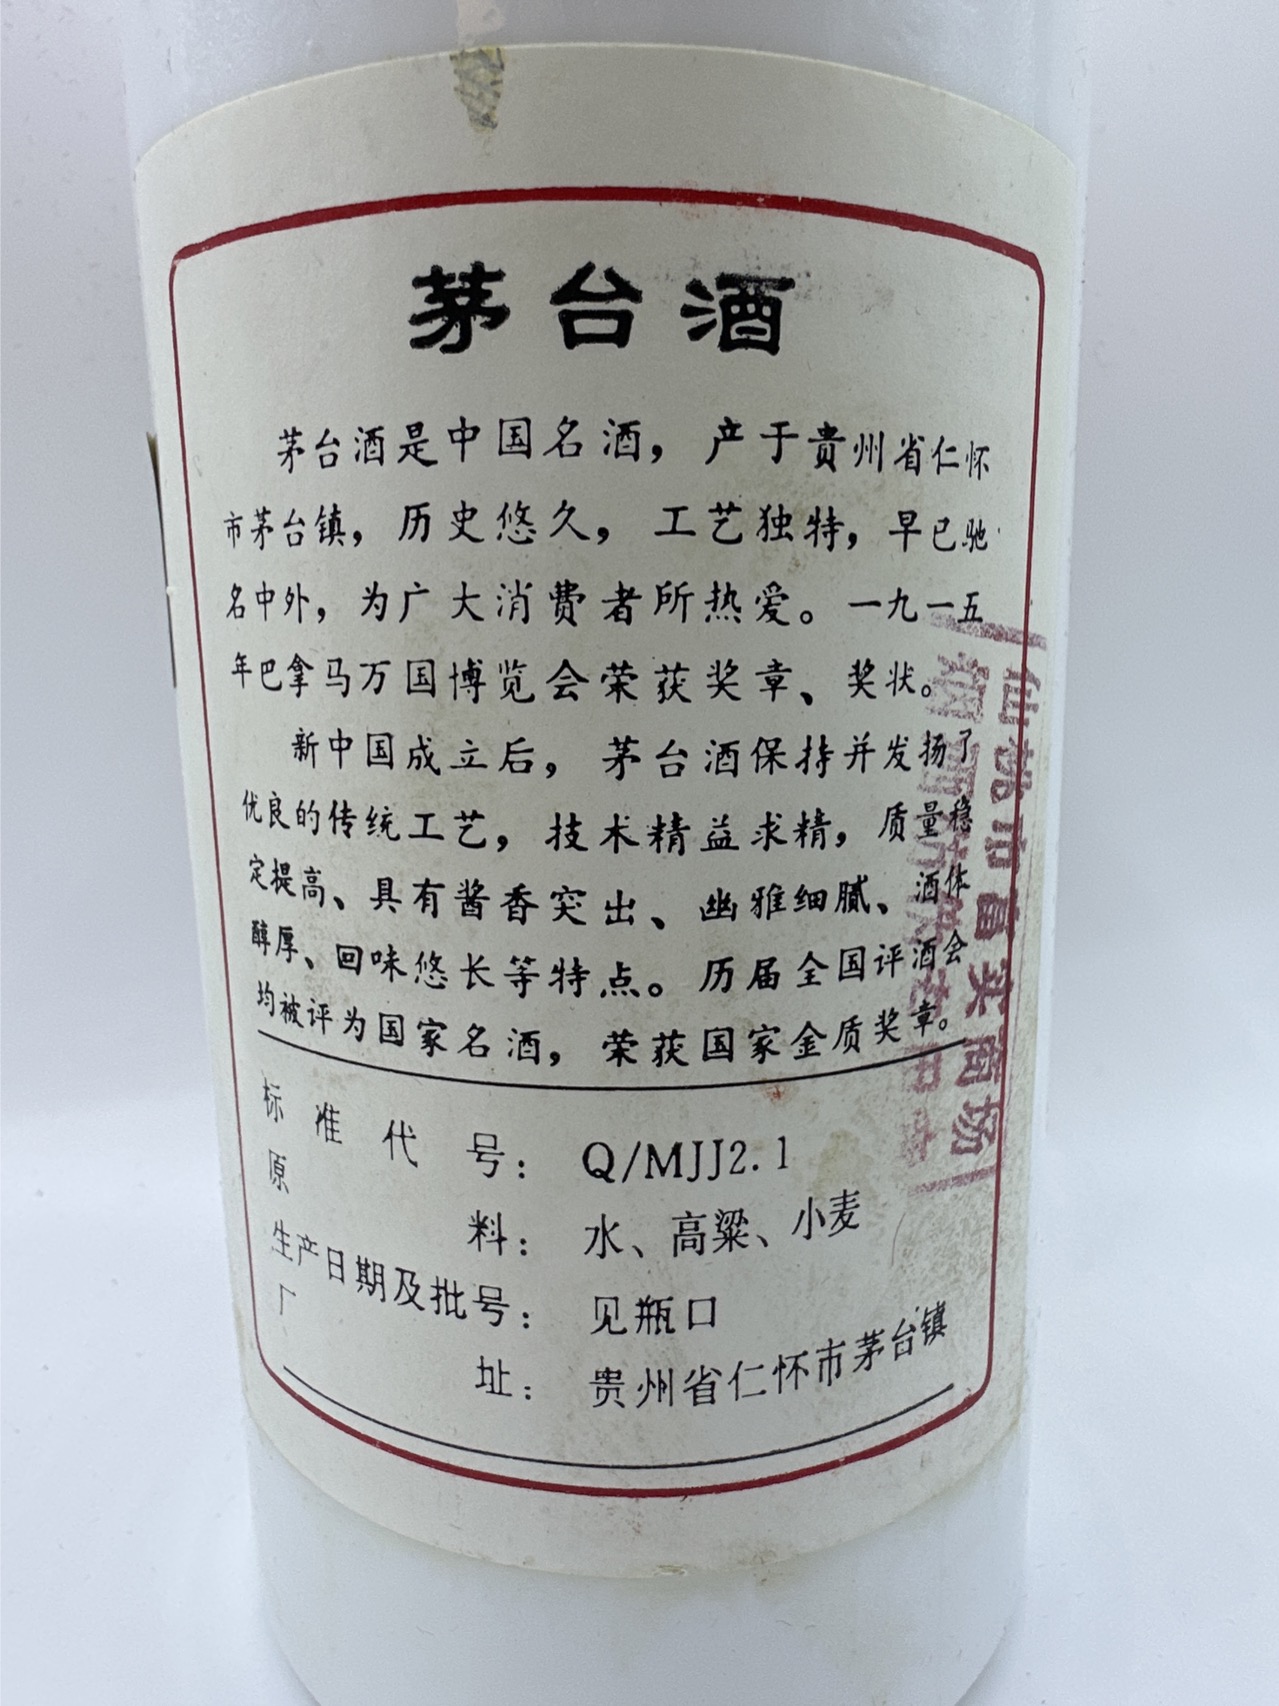 茅台酒
茅台酒是中国名酒，产于贵州省仁怀
市茅台镇，历史悠久，工艺独特，早已驰
名中外，为广大消费者所热爱。一九一五
年巴拿马万国博览会荣获奖章、奖状。
新中国成立后，茅台酒保持并发扬了
优良的传统工艺，技术精益求精，质量稳
定提高、具有酱香突出、幽雅细腻、酒体
醇厚、回味悠长等特点。历届全国评酒会
均被评为国家名酒，荣获国家金质奖章。
标准代号：Q/MJJ2.1
原料：水、高粱、小麦
生产日期及批号：见瓶口
厂址：贵州省仁怀市茅台镇
仙桃市富英商场